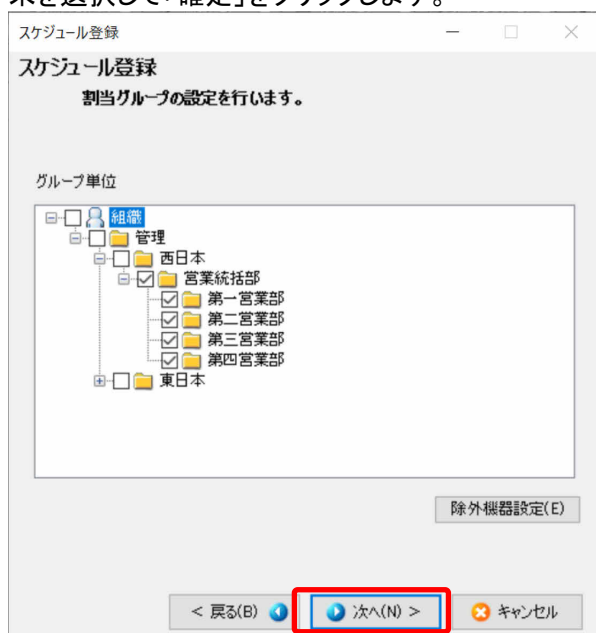 スケジュール登録
スケジュール登録
割当グループの設定を行います。
グループ単位
組織
管理
西日本
営業統括部
第一営業部
第二営業部
第三営業部
第四営業部
東日本
除外機器設定(E)
< 戻る(B)
次へ(N) >
キャンセル